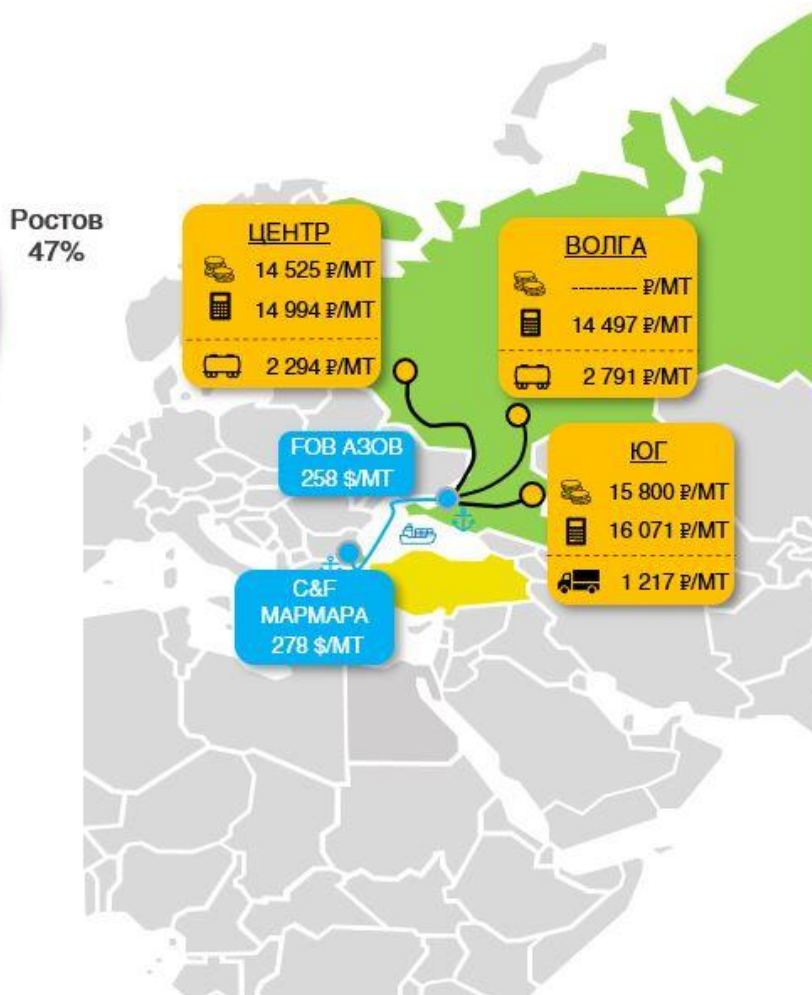 Ростов
47%
ЦЕНТР
14 525 ₽/МТ
14 994 ₽/МТ
2 294 ₽/МТ
ВОЛГА
--------- ₽/МТ
14 497 ₽/МТ
2 791 ₽/МТ
FOB АЗОВ
258 $/МТ
ЮГ
15 800 ₽/МТ
16 071 ₽/МТ
1 217 ₽/МТ
C&F
МАРМАРА
278 $/МТ